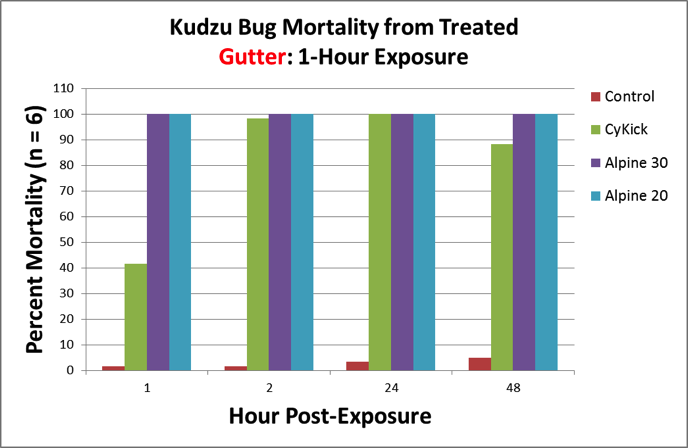 Kudzu Bug Mortality from Treated
Gutter: 1-Hour Exposure
Percent Mortality (n = 6)
110
100
90
80
70
60
50
40
30
20
10
0
1 2 24 48
Hour Post-Exposure
Control
CyKick
Alpine 30
Alpine 20